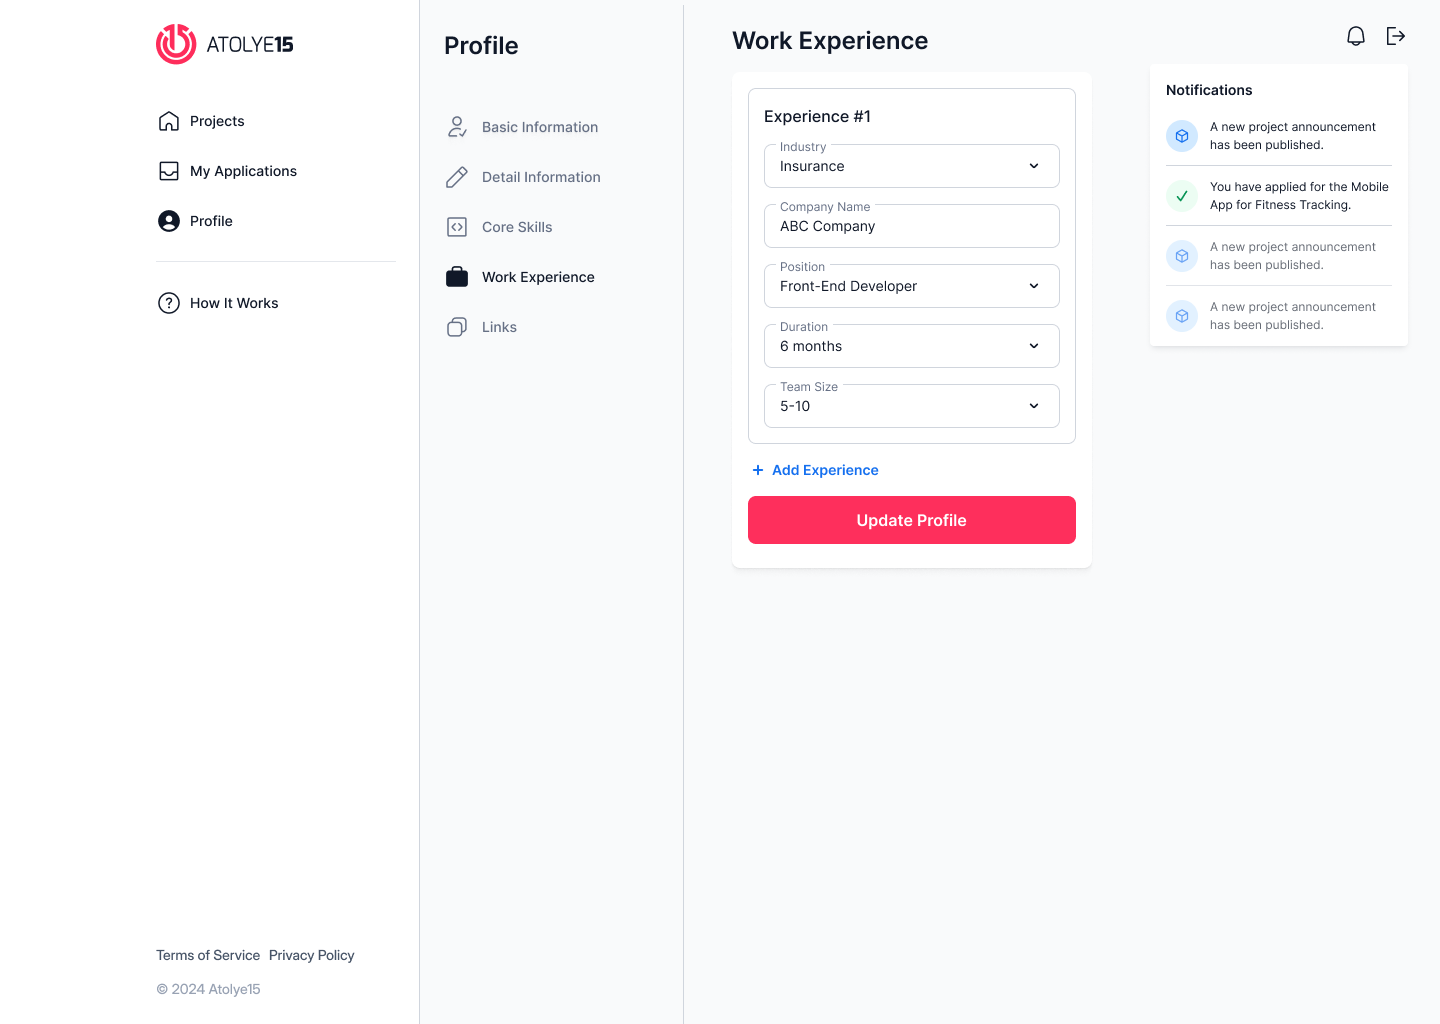 ATOLYE15
Projects
My Applications
Profile
How It Works
Terms of Service Privacy Policy
© 2024 Atolye15
Profile
Basic Information
Detail Information
Core Skills
Work Experience
Links
Work Experience
Experience #1
Industry
Insurance
Company Name
ABC Company
Position
Front-End Developer
Duration
6 months
Team Size
5-10
+ Add Experience
Update Profile
Notifications
A new project announcement
has been published.
You have applied for the Mobile
App for Fitness Tracking.
A new project announcement
has been published.
A new project announcement
has been published.